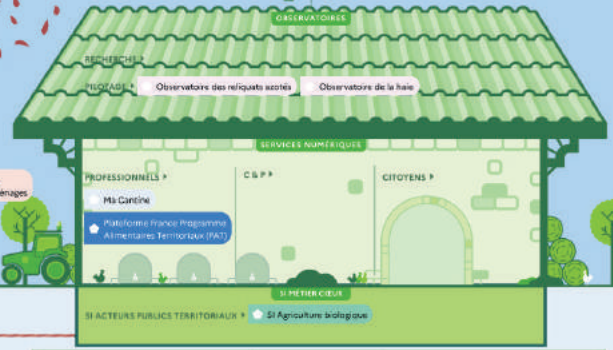 OBSERVATOIRES
RECHERCHE
PILOTAGE Observatoire des reliquats azotés Observatoire de la haie
SERVICES NUMÉRIQUES
PROFESSIONNELS C & P CITOYENS
énages
Ma Cantine
Plateforme France Programme
Alimentaires Territoriaux (PAT)
SI MÉTIER CŒUR
SI ACTEURS PUBLICS TERRITORIAUX SI Agriculture biologique